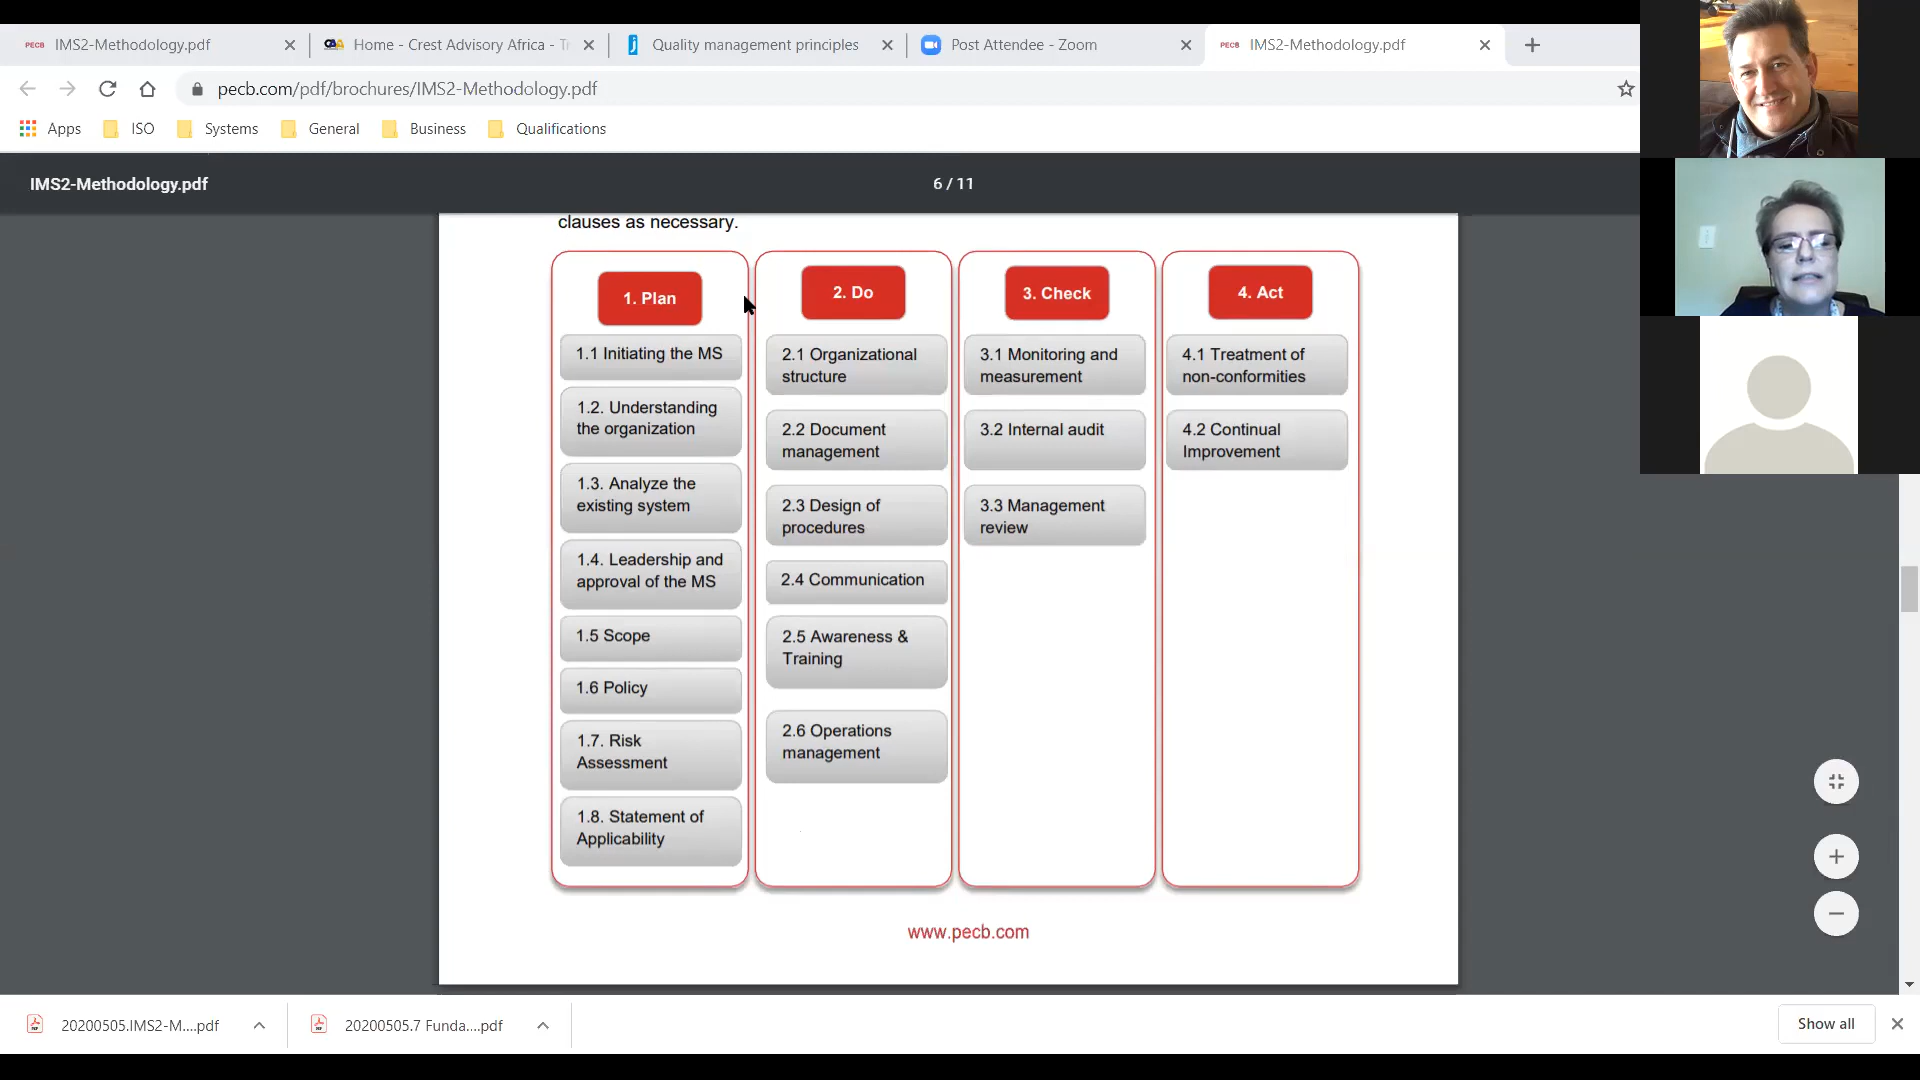 PECB IMS2-Methodology.pdf
CBA Home - Crest Advisory Africa - T
j Quality management principles
Post Attendee - Zoom
PECB IMS2-Methodology.pdf
pecb.com/pdf/brochures/IMS2-Methodology.pdf
Apps
ISO
Systems
General
Business
Qualifications
IMS2-Methodology.pdf
6 / 11
clauses as necessary.
1. Plan
1.1 Initiating the MS
1.2. Understanding
the organization
1.3. Analyze the
existing system
1.4. Leadership and
approval of the MS
1.5 Scope
1.6 Policy
1.7. Risk
Assessment
1.8. Statement of
Applicability
2. Do
2.1 Organizational
structure
2.2 Document
management
2.3 Design of
procedures
2.4 Communication
2.5 Awareness &
Training
2.6 Operations
management
3. Check
3.1 Monitoring and
measurement
3.2 Internal audit
3.3 Management
review
4. Act
4.1 Treatment of
non-conformities
4.2 Continual
Improvement
www.pecb.com
20200505.IMS2-M....pdf
20200505.7 Funda....pdf
Show all